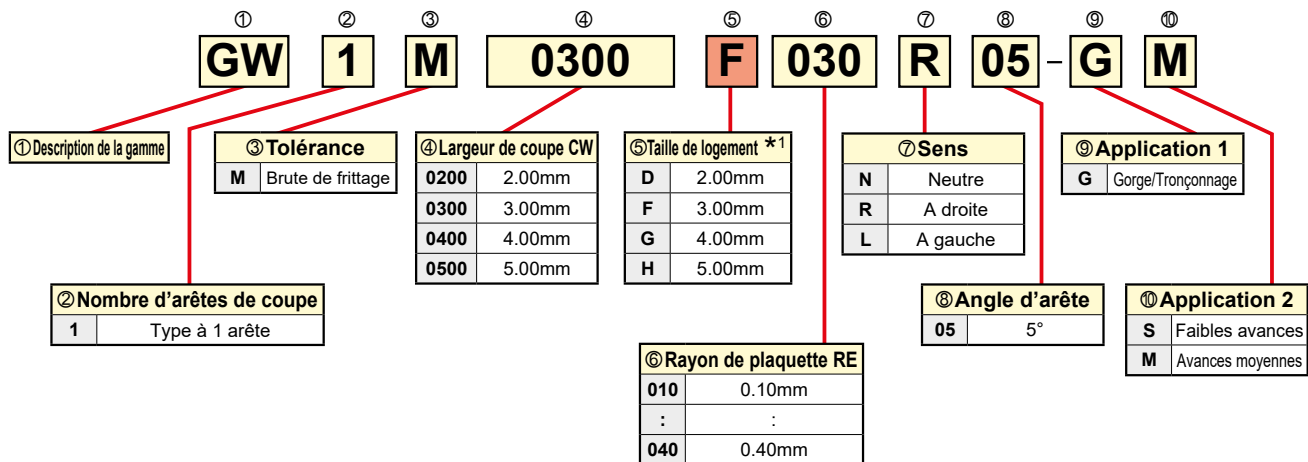 ① ② ③ ④ ⑤ ⑥ ⑦ ⑧ ⑨ ⑩
GW 1 M 0300 F 030 R 05 – G M
①Description de la gamme
③Tolérance
M Brute de frittage
④Largeur de coupe CW
0200 2.00mm
0300 3.00mm
0400 4.00mm
0500 5.00mm
⑤Taille de logement *1
D 2.00mm
F 3.00mm
G 4.00mm
H 5.00mm
⑦Sens
N Neutre
R A droite
L A gauche
⑨Application 1
G Gorge/Tronçonnage
②Nombre d’arêtes de coupe
1 Type à 1 arête
⑧Angle d’arête
05 5°
⑩Application 2
S Faibles avances
M Avances moyennes
⑥Rayon de plaquette RE
010 0.10mm
: :
040 0.40mm